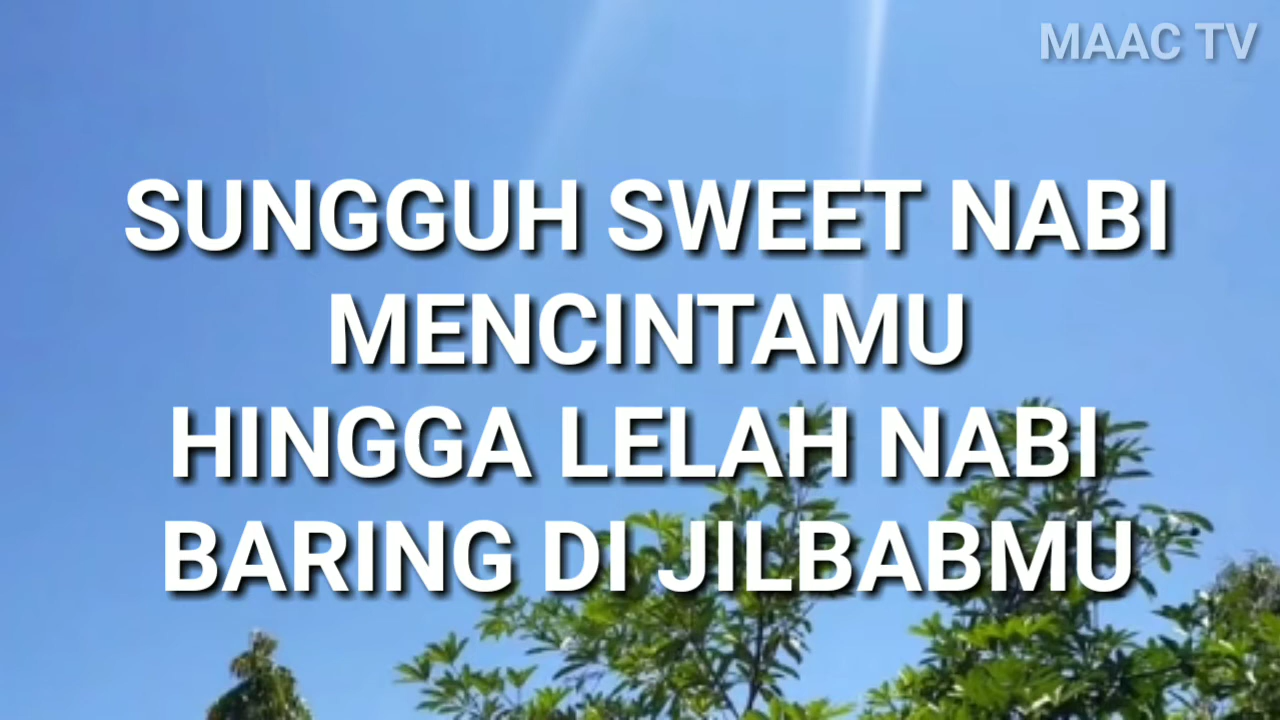 MAAC TV
SUNGGUH SWEET NABI
MENCINTAMU
HINGGA LELAH NABI
BARING DI JILBABMU